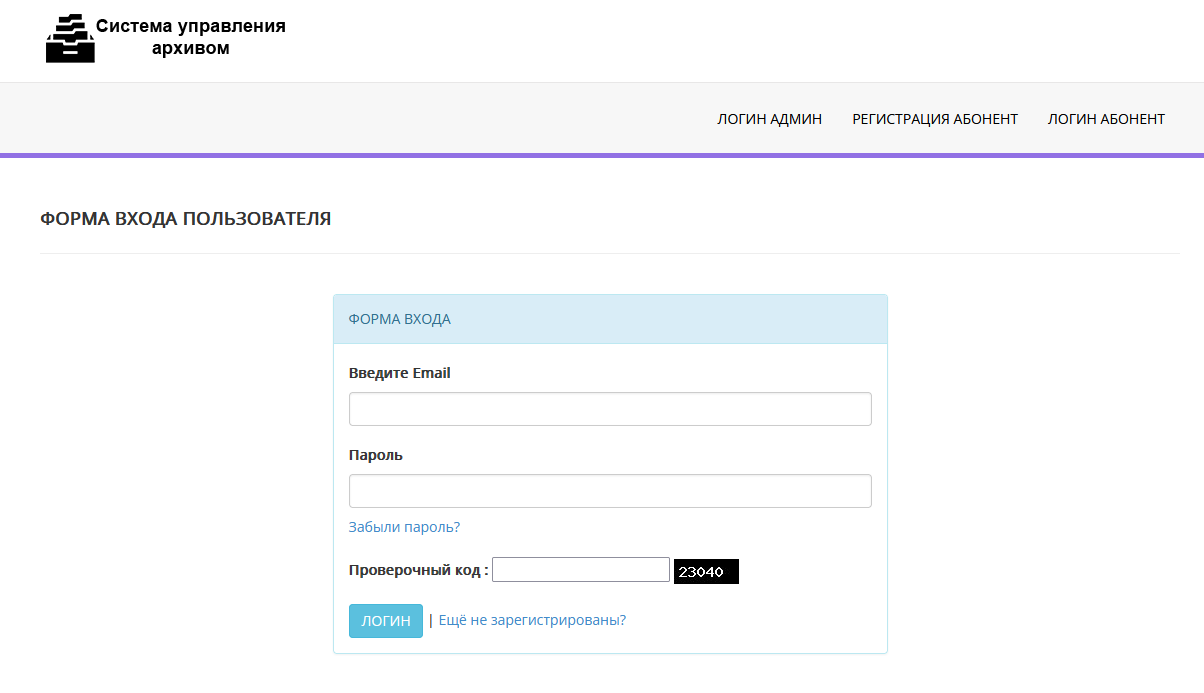 Система управления
архивом
ЛОГИН АДМИН РЕГИСТРАЦИЯ АБОНЕНТ ЛОГИН АБОНЕНТ
ФОРМА ВХОДА ПОЛЬЗОВАТЕЛЯ
ФОРМА ВХОДА
Введите Email
Пароль
Забыли пароль?
Проверочный код : 23040
ЛОГИН | Ещё не зарегистрированы?